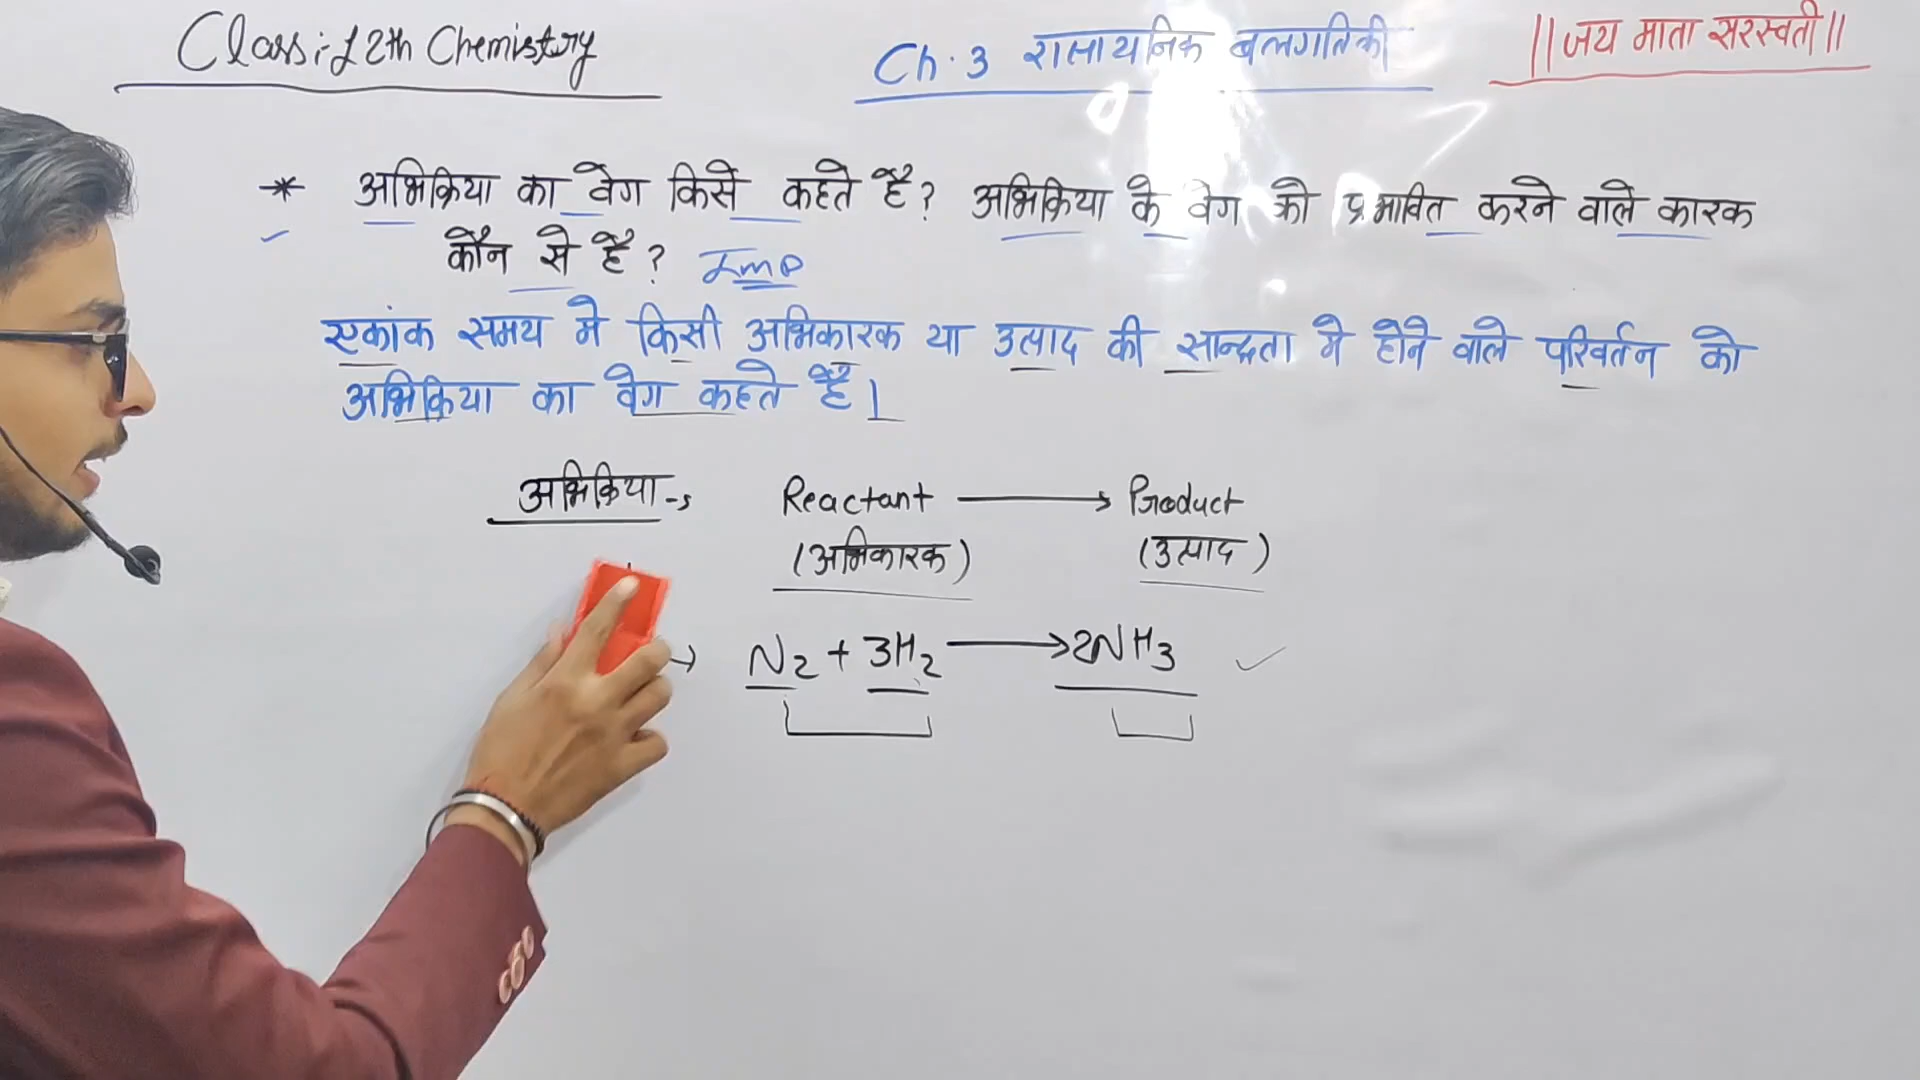 Class:-12th Chemistry
Ch.3 रासायनिक बलगतिकी
||जय माता सरस्वती||
* अभिक्रिया का वेग किसे कहते है? अभिक्रिया के वेग को प्रभावित करने वाले कारक
कौन से है? Imp
एकांक समय मे किसी अभिकारक या उत्पाद की सान्द्रता मे होने वाले परिवर्तन को
अभिक्रिया का वेग कहते है।
अभिक्रिया→ Reactant → Product
(अभिकारक) (उत्पाद)
→ N₂ + 3H₂ → 2NH₃ ✓